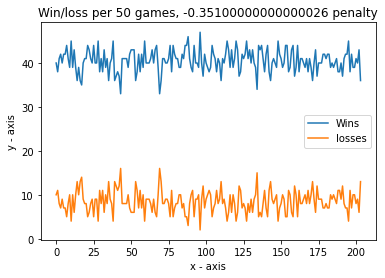 Win/loss per 50 games, -0.35100000000000026 penalty
y - axis
40
30
20
10
0
Wins
losses
0 25 50 75 100 125 150 175 200
x - axis